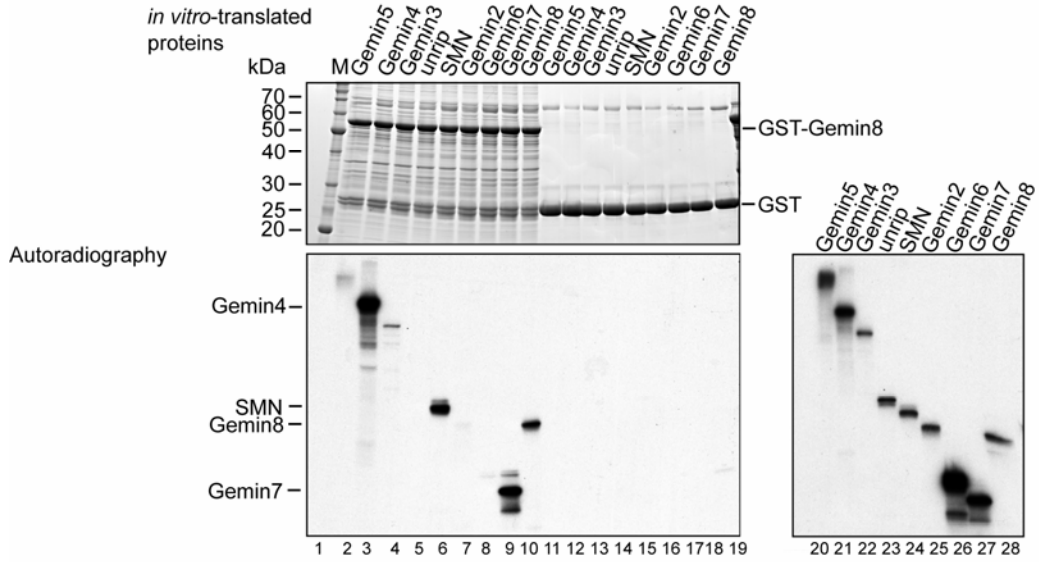 in vitro-translated
proteins
Gemin5
Gemin4
Gemin3
unrip
SMN
Gemin2
Gemin6
Gemin7
Gemin8
Gemin5
Gemin4
Gemin3
unrip
SMN
Gemin2
Gemin6
Gemin7
Gemin8
kDa
M
70
60
50
40
30
25
20
GST-Gemin8
GST
Gemin5
Gemin4
Gemin3
unrip
SMN
Gemin2
Gemin6
Gemin7
Gemin8
Autoradiography
Gemin4
SMN
Gemin8
Gemin7
1 2 3 4 5 6 7 8 9 10 11 12 13 14 15 16 17 18 19
20 21 22 23 24 25 26 27 28